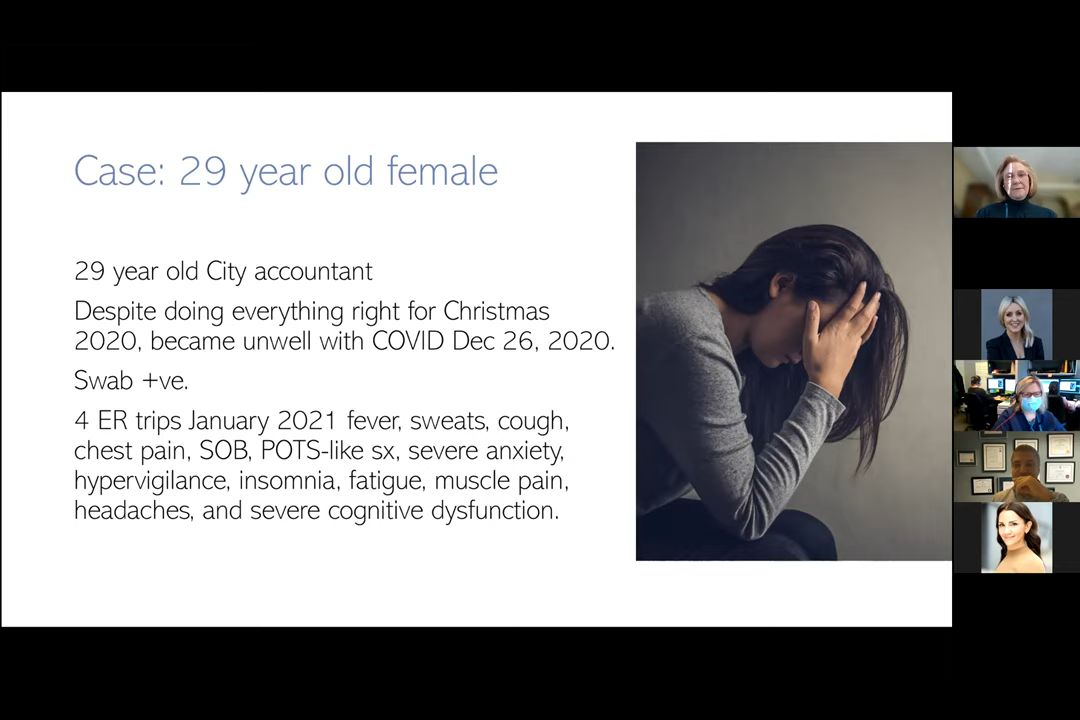 Case: 29 year old female
29 year old City accountant
Despite doing everything right for Christmas
2020, became unwell with COVID Dec 26, 2020.
Swab +ve.
4 ER trips January 2021 fever, sweats, cough,
chest pain, SOB, POTS-like sx, severe anxiety,
hypervigilance, insomnia, fatigue, muscle pain,
headaches, and severe cognitive dysfunction.